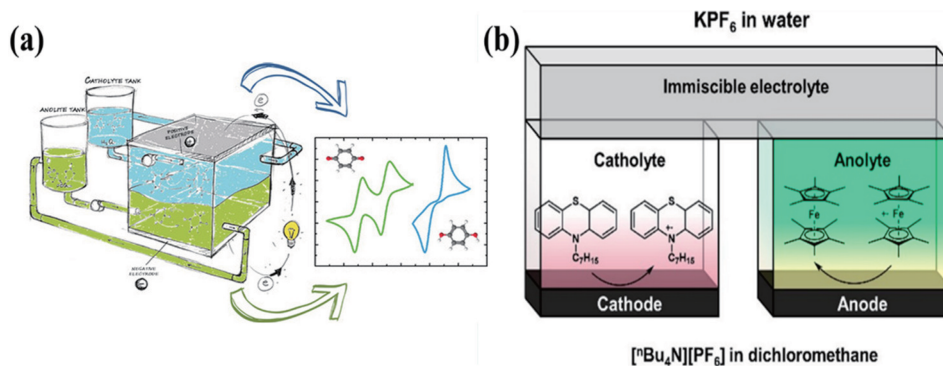 (a)
CATHOLYTE TANK
ANOLITE TANK
POSITIVE
ELECTRODE
+
e
NEGATIVE
ELECTRODE
-
e
(b)
KPF₆ in water
Immiscible electrolyte
Catholyte
Anolyte
S
S
N
N
+•
C₇H₁₅
C₇H₁₅
Fe
Fe
+•
Cathode
Anode
[ⁿBu₄N][PF₆] in dichloromethane